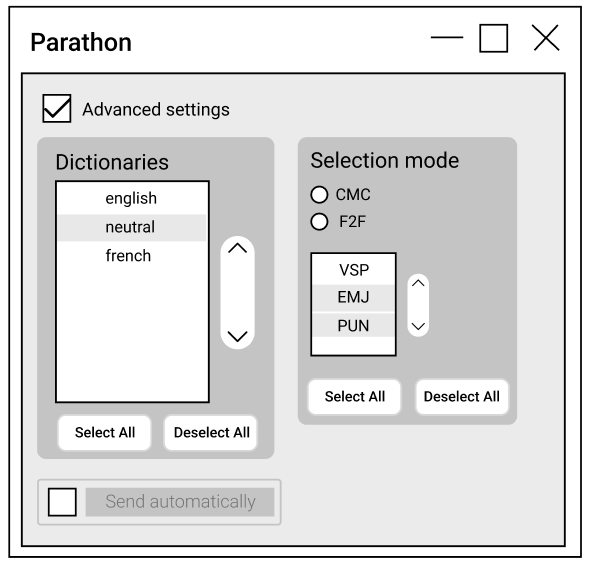 Parathon
Advanced settings
Dictionaries
english
neutral
french
Select All
Deselect All
Selection mode
CMC
F2F
VSP
EMJ
PUN
Select All
Deselect All
Send automatically